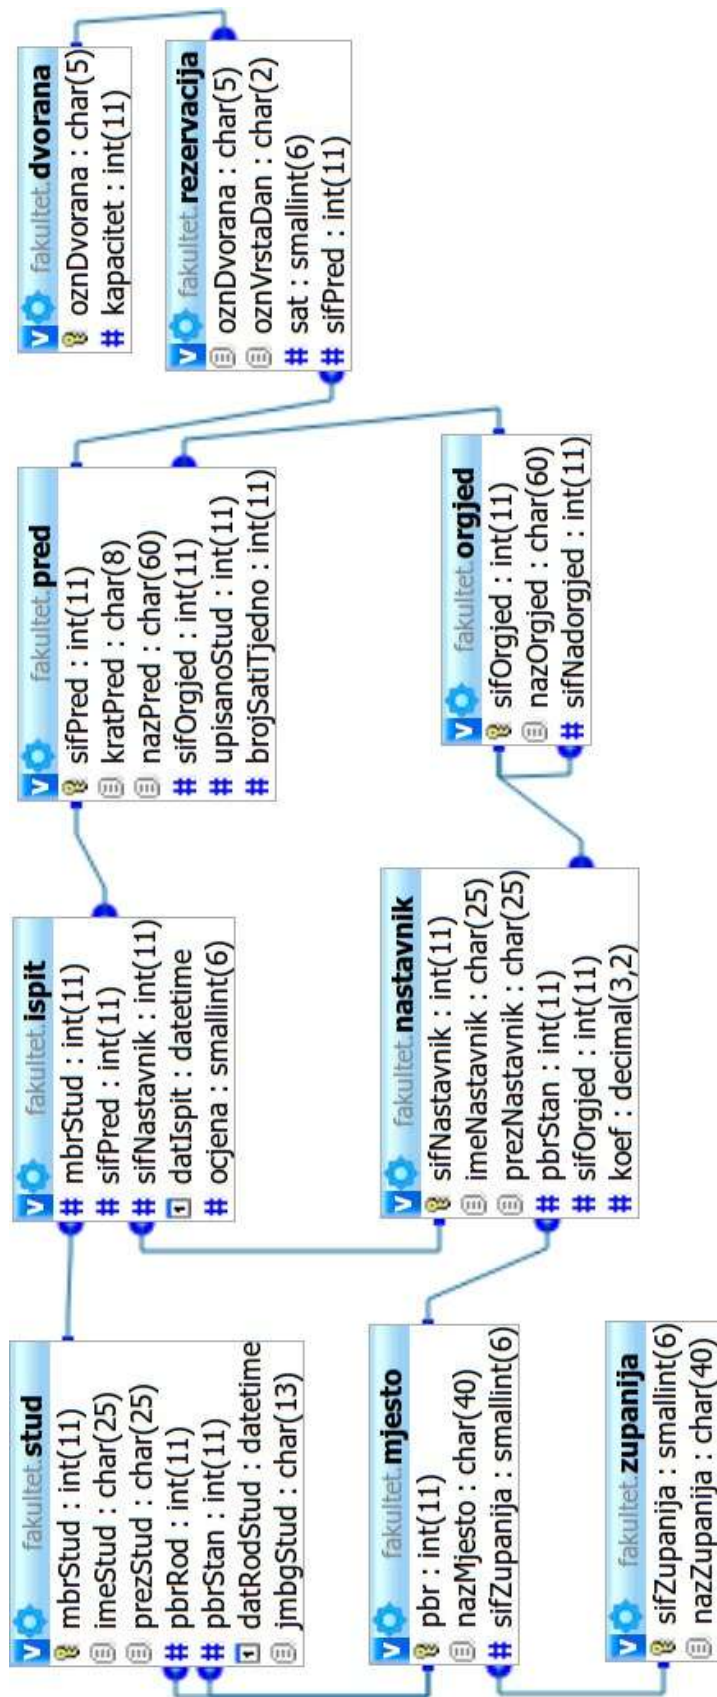 fakultet.stud
mbrStud : int(11)
imeStud : char(25)
prezStud : char(25)
pbrRod : int(11)
pbrStan : int(11)
datRodStud : datetime
jmbgStud : char(13)
fakultet.ispit
mbrStud : int(11)
sifPred : int(11)
sifNastavnik : int(11)
datIspit : datetime
ocjena : smallint(6)
fakultet.pred
sifPred : int(11)
kratPred : char(8)
nazPred : char(60)
sifOrgjed : int(11)
upisanoStud : int(11)
brojSatiTjedno : int(11)
fakultet.dvorana
oznDvorana : char(5)
kapacitet : int(11)
fakultet.rezervacija
oznDvorana : char(5)
oznVrstaDan : char(2)
sat : smallint(6)
sifPred : int(11)
fakultet.mjesto
pbr : int(11)
nazMjesto : char(40)
sifZupanija : smallint(6)
fakultet.nastavnik
sifNastavnik : int(11)
imeNastavnik : char(25)
prezNastavnik : char(25)
pbrStan : int(11)
sifOrgjed : int(11)
koef : decimal(3,2)
fakultet.orgjed
sifOrgjed : int(11)
nazOrgjed : char(60)
sifNadorgjed : int(11)
fakultet.zupanija
sifZupanija : smallint(6)
nazZupanija : char(40)